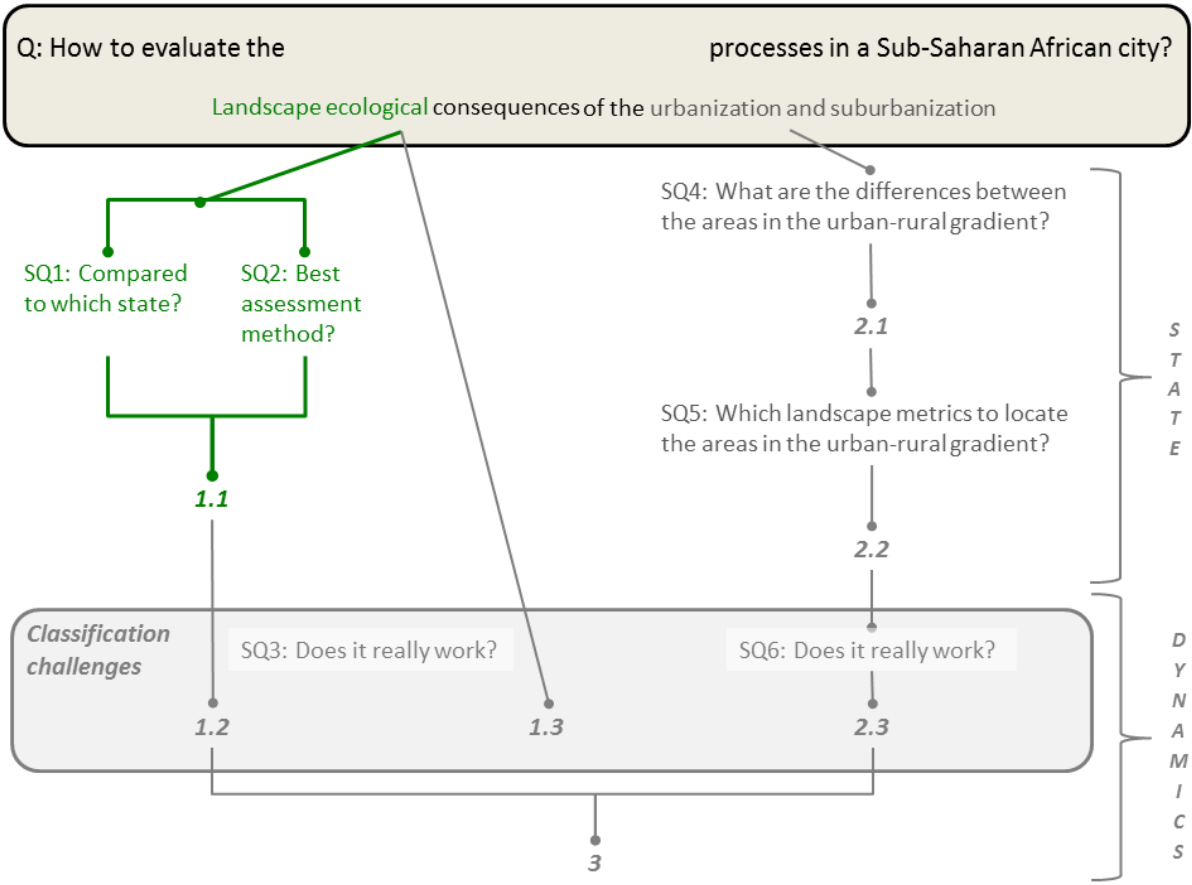 Q: How to evaluate the processes in a Sub-Saharan African city?
Landscape ecological consequences of the urbanization and suburbanization
SQ1: Compared
to which state?
SQ2: Best
assessment
method?
1.1
SQ4: What are the differences between
the areas in the urban-rural gradient?
2.1
SQ5: Which landscape metrics to locate
the areas in the urban-rural gradient?
2.2
STATE
Classification
challenges
SQ3: Does it really work?
SQ6: Does it really work?
1.2
1.3
2.3
DYNAMICS
3